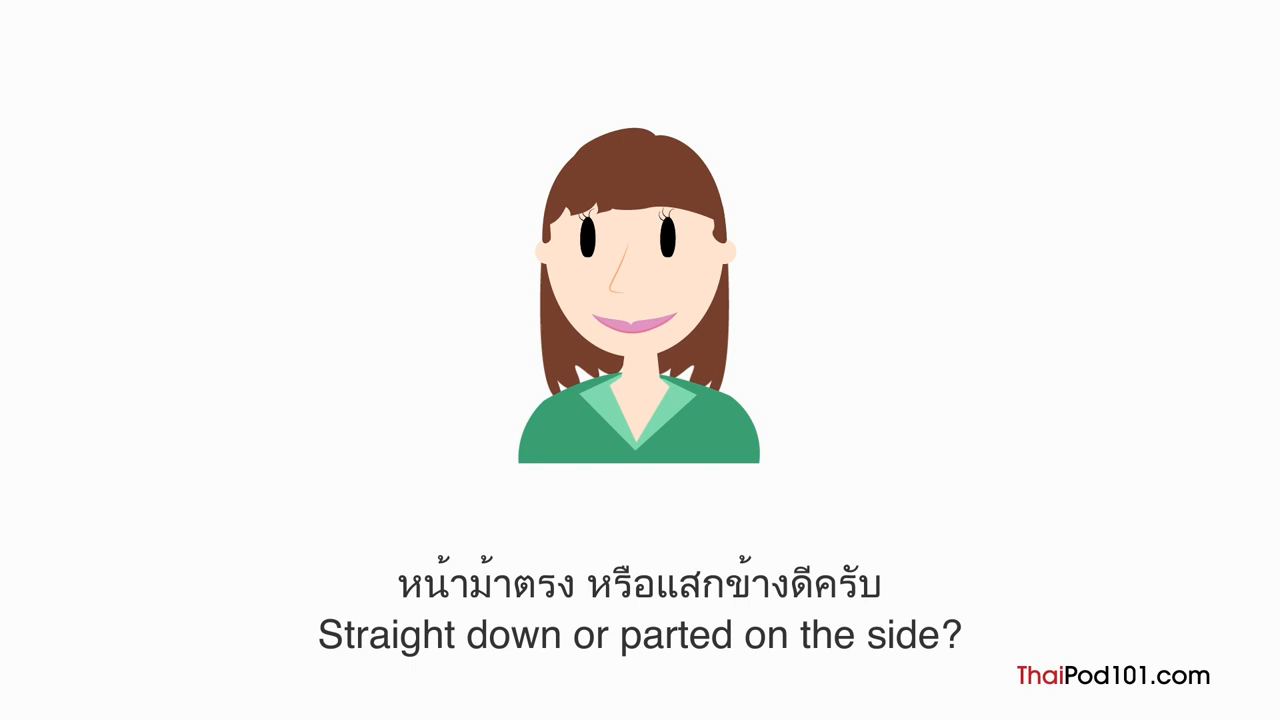 หน้าม้าตรง หรือแสกข้างดีครับ
Straight down or parted on the side?
ThaiPod101.com